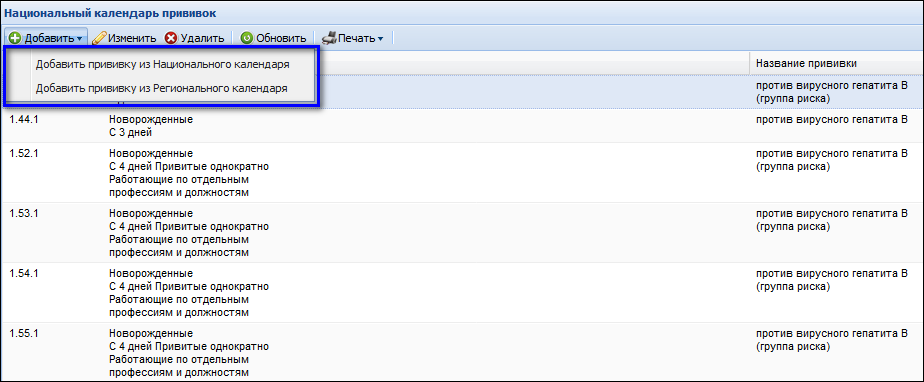 Национальный календарь прививок
Добавить Изменить Удалить Обновить Печать
Добавить прививку из Национального календаря
Добавить прививку из Регионального календаря
Название прививки
против вирусного гепатита В
(группа риска)
1.44.1 Новорожденные против вирусного гепатита В
С 3 дней
1.52.1 Новорожденные против вирусного гепатита В
С 4 дней Привитые однократно (группа риска)
Работающие по отдельным
профессиям и должностям
1.53.1 Новорожденные против вирусного гепатита В
С 4 дней Привитые однократно (группа риска)
Работающие по отдельным
профессиям и должностям
1.54.1 Новорожденные против вирусного гепатита В
С 4 дней Привитые однократно (группа риска)
Работающие по отдельным
профессиям и должностям
1.55.1 Новорожденные против вирусного гепатита В
С 4 дней Привитые однократно (группа риска)
Работающие по отдельным
профессиям и должностям